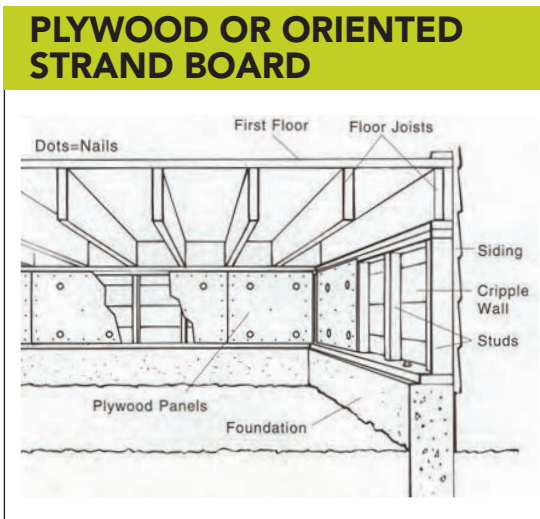 PLYWOOD OR ORIENTED
STRAND BOARD
First Floor
Floor Joists
Dots=Nails
Siding
Cripple
Wall
Studs
Plywood Panels
Foundation